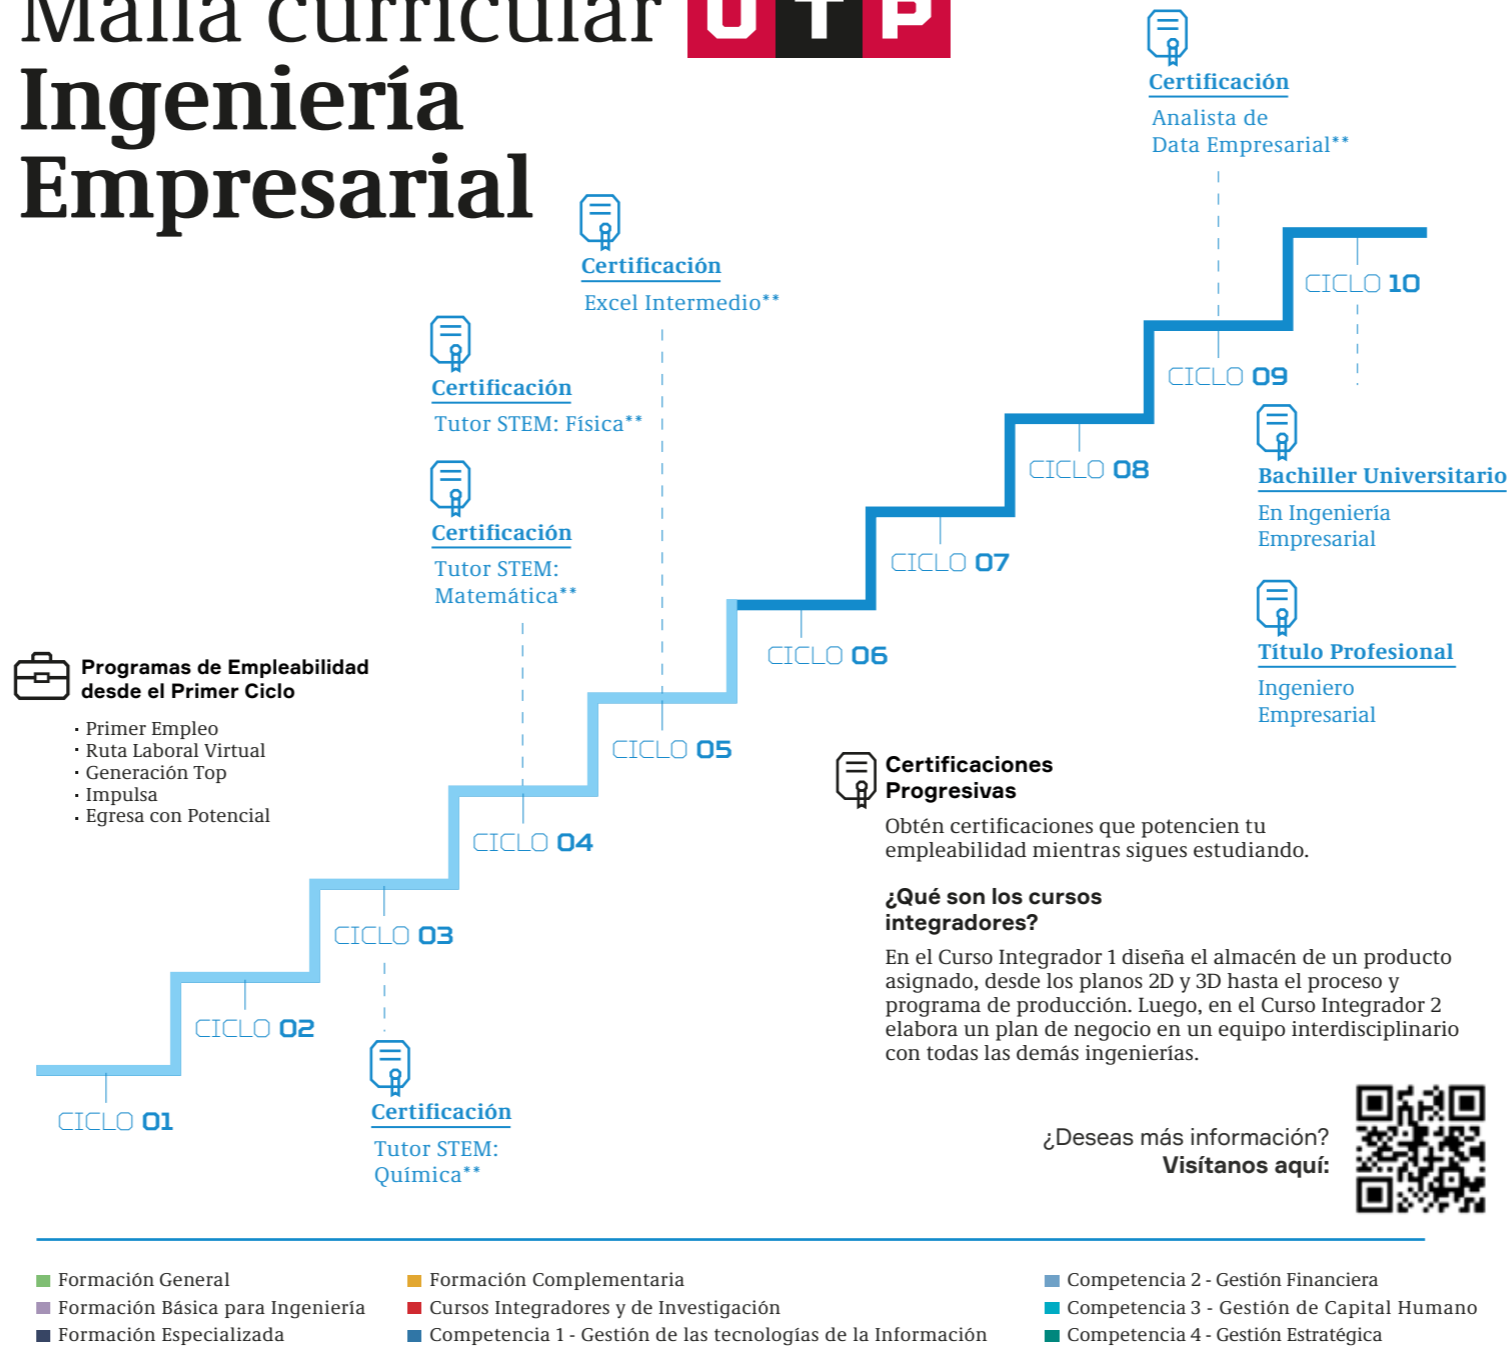 Malla curricular UTP
Ingeniería
Empresarial
Certificación
Analista de
Data Empresarial**
Certificación
Excel Intermedio**
Certificación
Tutor STEM: Física**
Certificación
Tutor STEM:
Matemática**
CICLO 10
CICLO 09
CICLO 08
CICLO 07
CICLO 06
CICLO 05
CICLO 04
CICLO 03
CICLO 02
CICLO 01
Bachiller Universitario
En Ingeniería
Empresarial
Título Profesional
Ingeniero
Empresarial
Programas de Empleabilidad
desde el Primer Ciclo
· Primer Empleo
· Ruta Laboral Virtual
· Generación Top
· Impulsa
· Egresa con Potencial
Certificación
Tutor STEM:
Química**
Certificaciones
Progresivas
Obtén certificaciones que potencien tu
empleabilidad mientras sigues estudiando.
¿Qué son los cursos
integradores?
En el Curso Integrador 1 diseña el almacén de un producto
asignado, desde los planos 2D y 3D hasta el proceso y
programa de producción. Luego, en el Curso Integrador 2
elabora un plan de negocio en un equipo interdisciplinario
con todas las demás ingenierías.
¿Deseas más información?
Visítanos aquí:
Formación General
Formación Básica para Ingeniería
Formación Especializada
Formación Complementaria
Cursos Integradores y de Investigación
Competencia 1 - Gestión de las tecnologías de la Información
Competencia 2 - Gestión Financiera
Competencia 3 - Gestión de Capital Humano
Competencia 4 - Gestión Estratégica